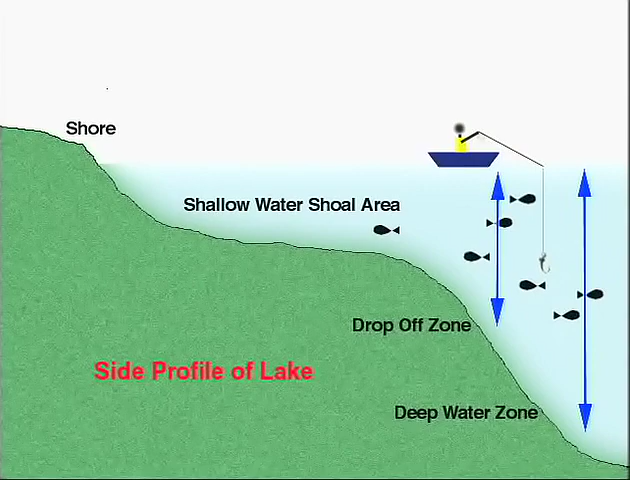 Shore
Shallow Water Shoal Area
Drop Off Zone
Side Profile of Lake
Deep Water Zone